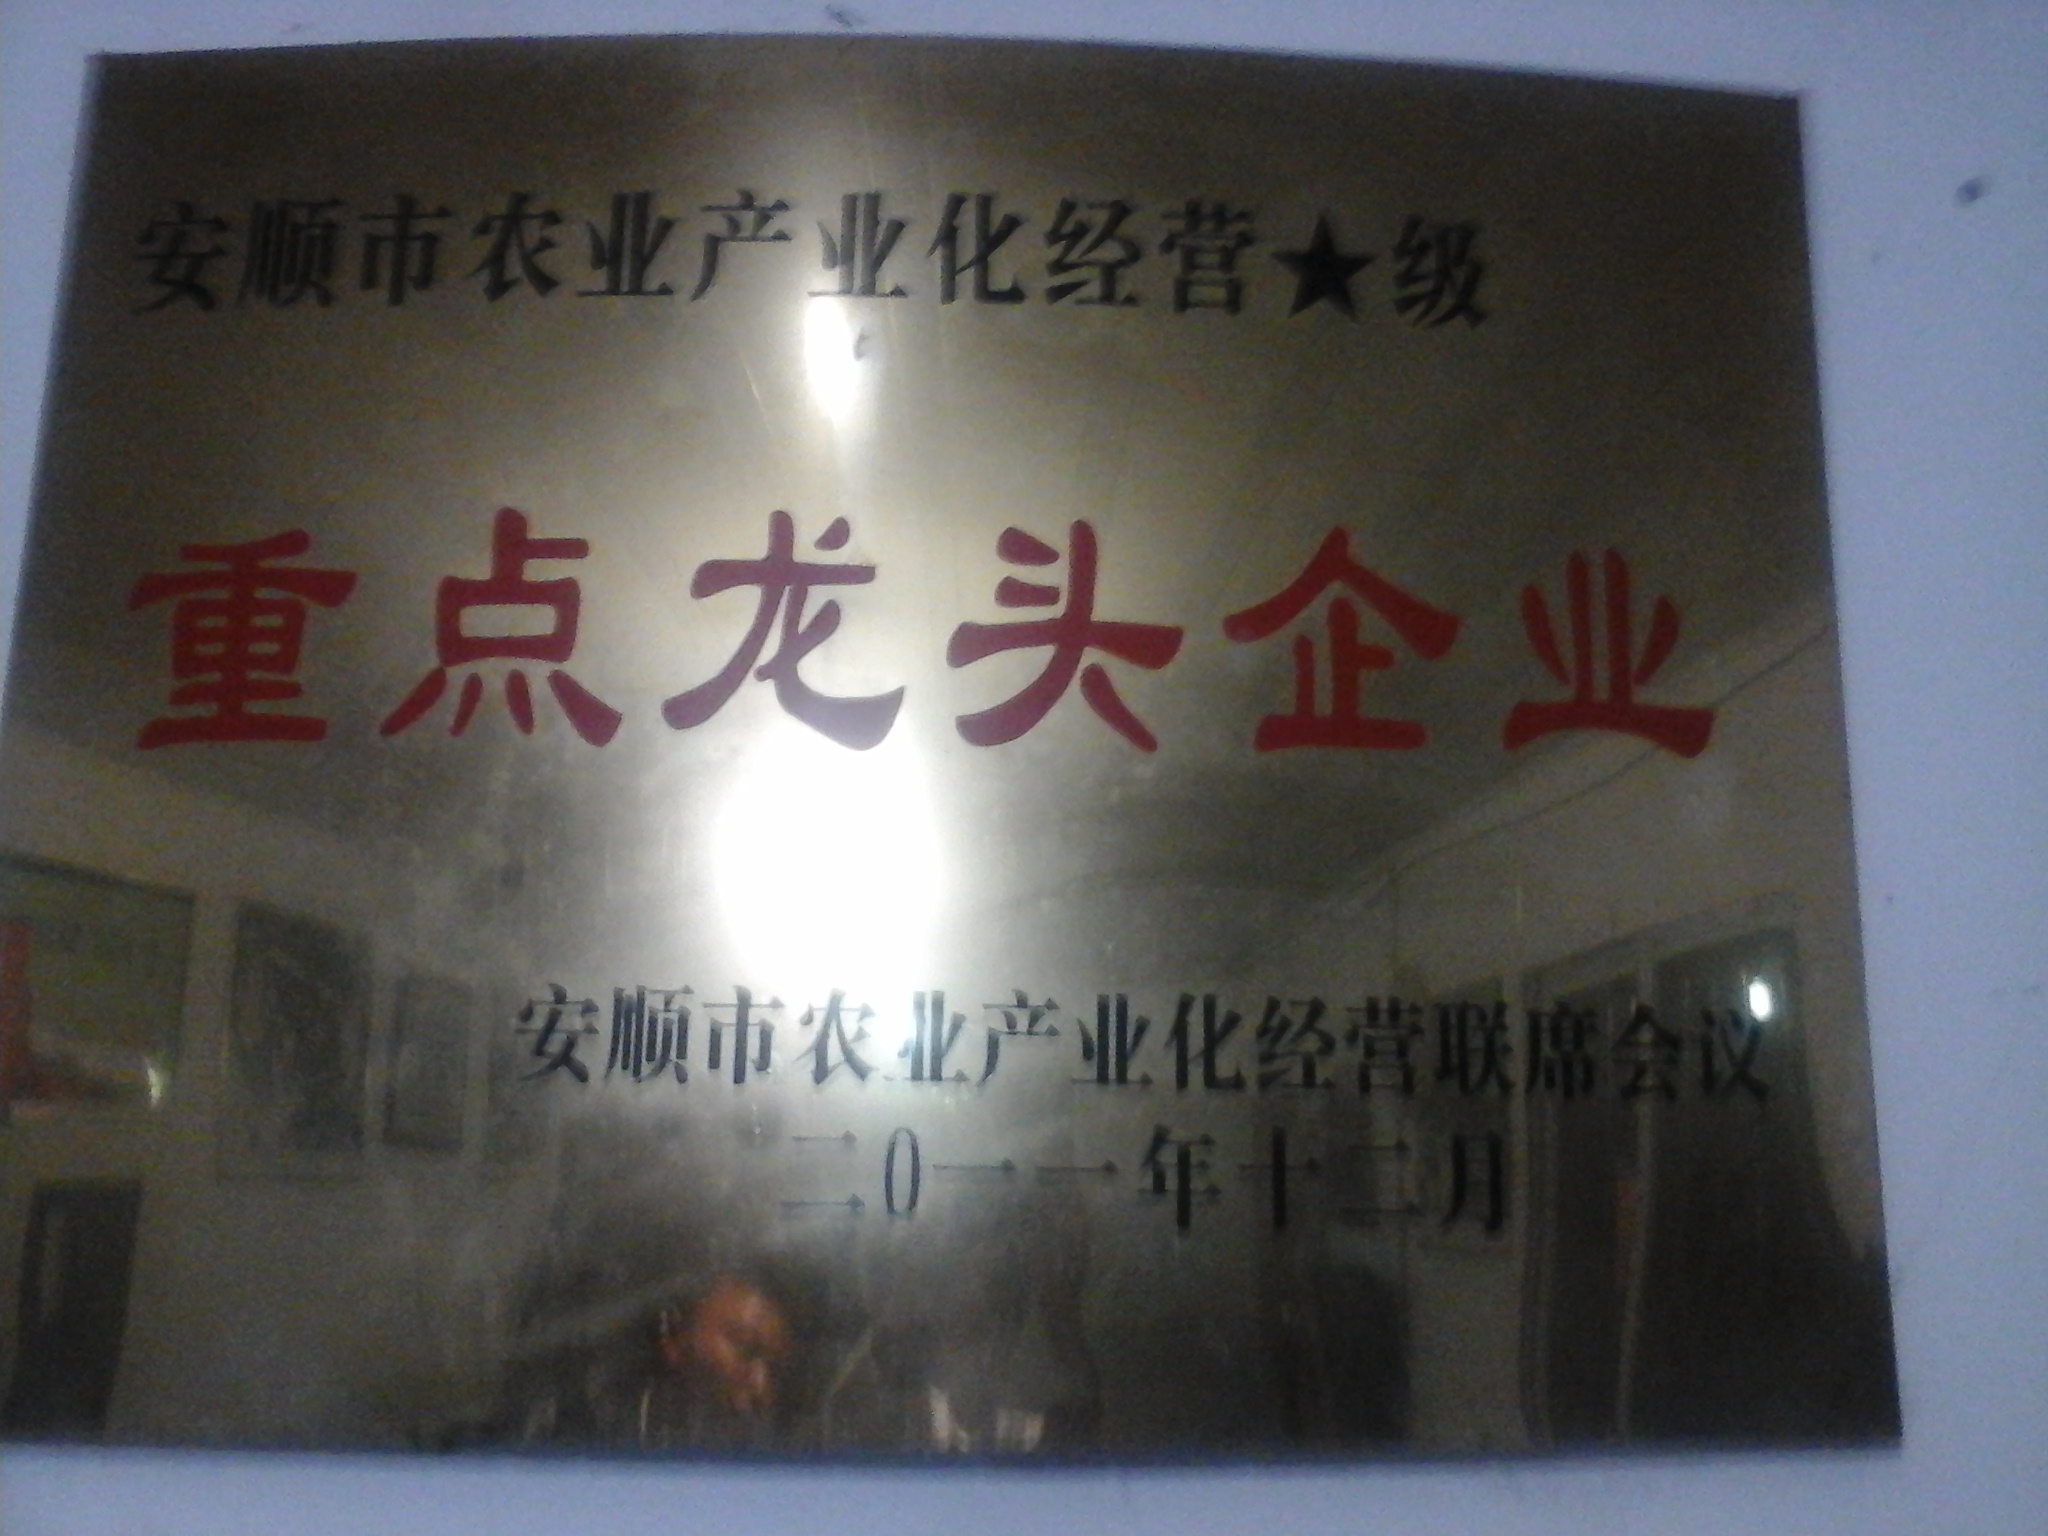 安顺市农业产业化经营★级
重点龙头企业
安顺市农业产业化经营联席会议
二0一一年十二月